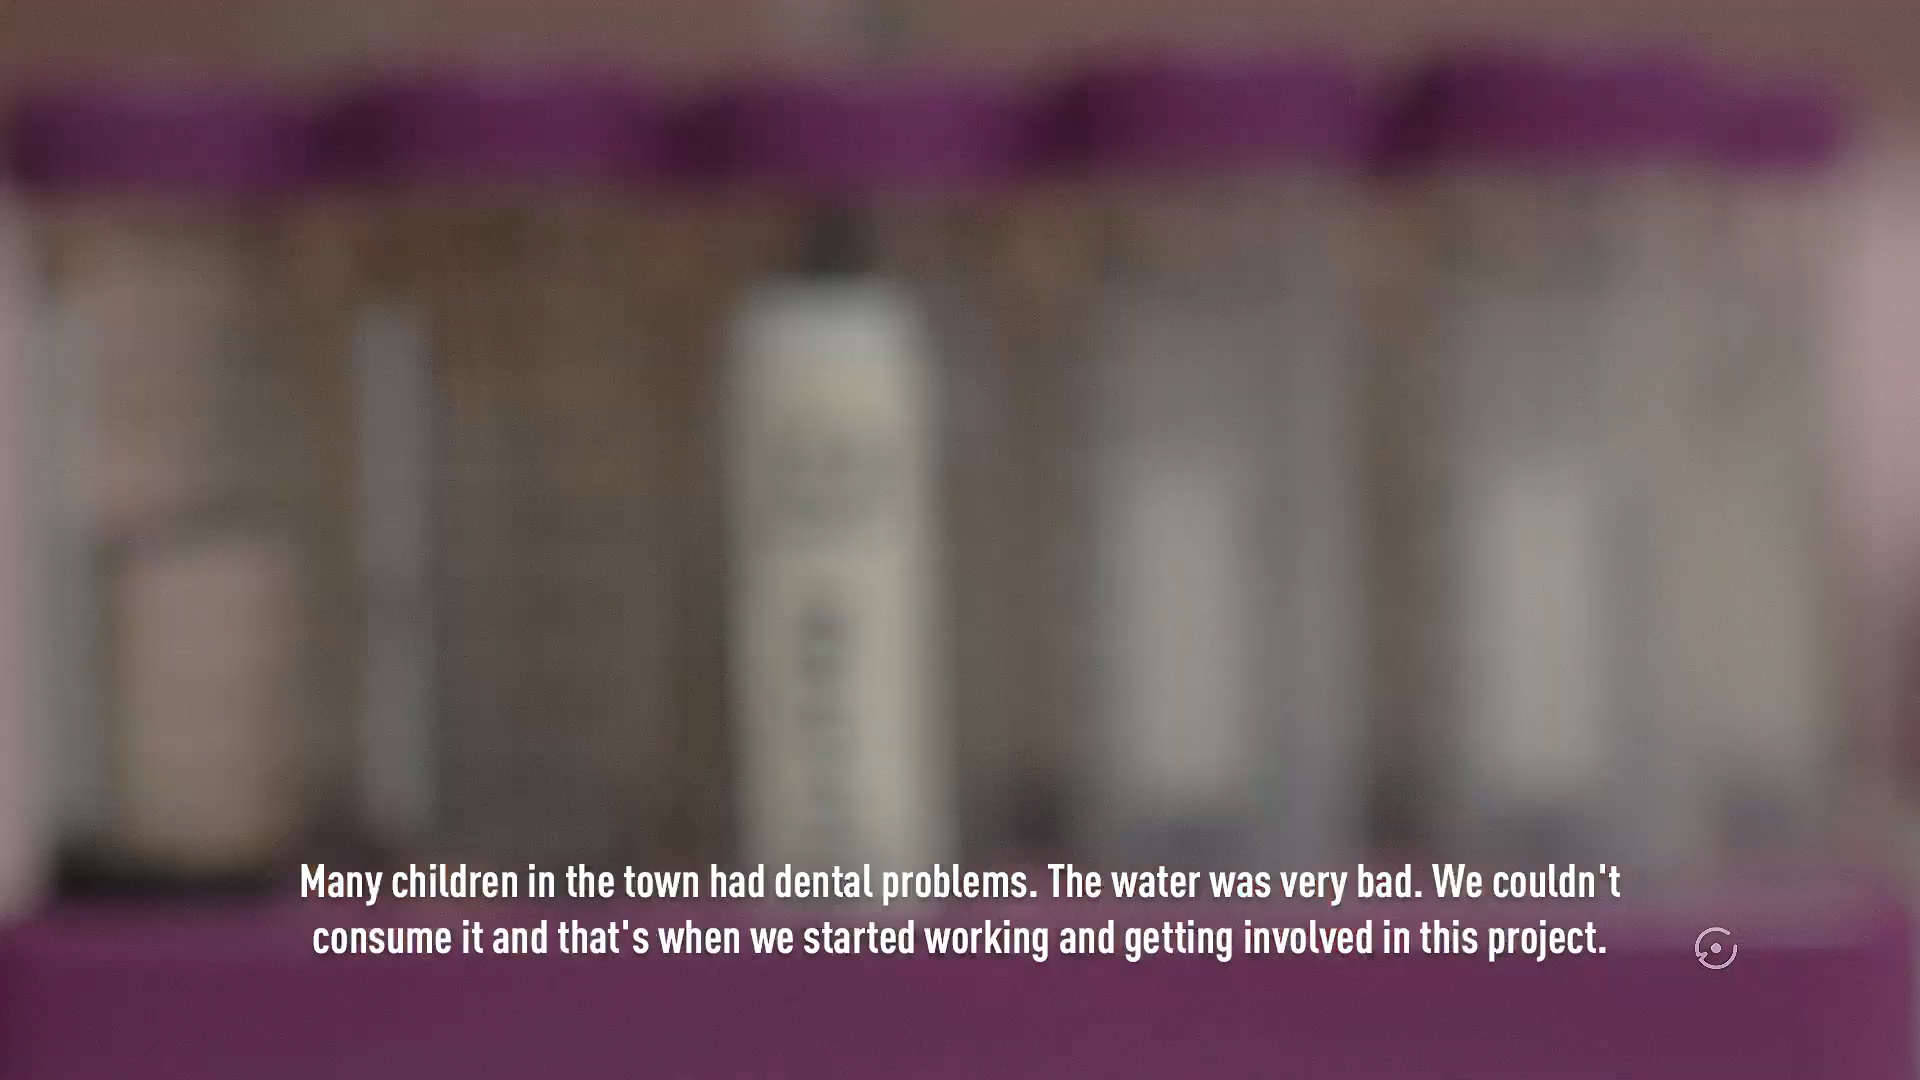 Many children in the town had dental problems. The water was very bad. We couldn't
consume it and that's when we started working and getting involved in this project.